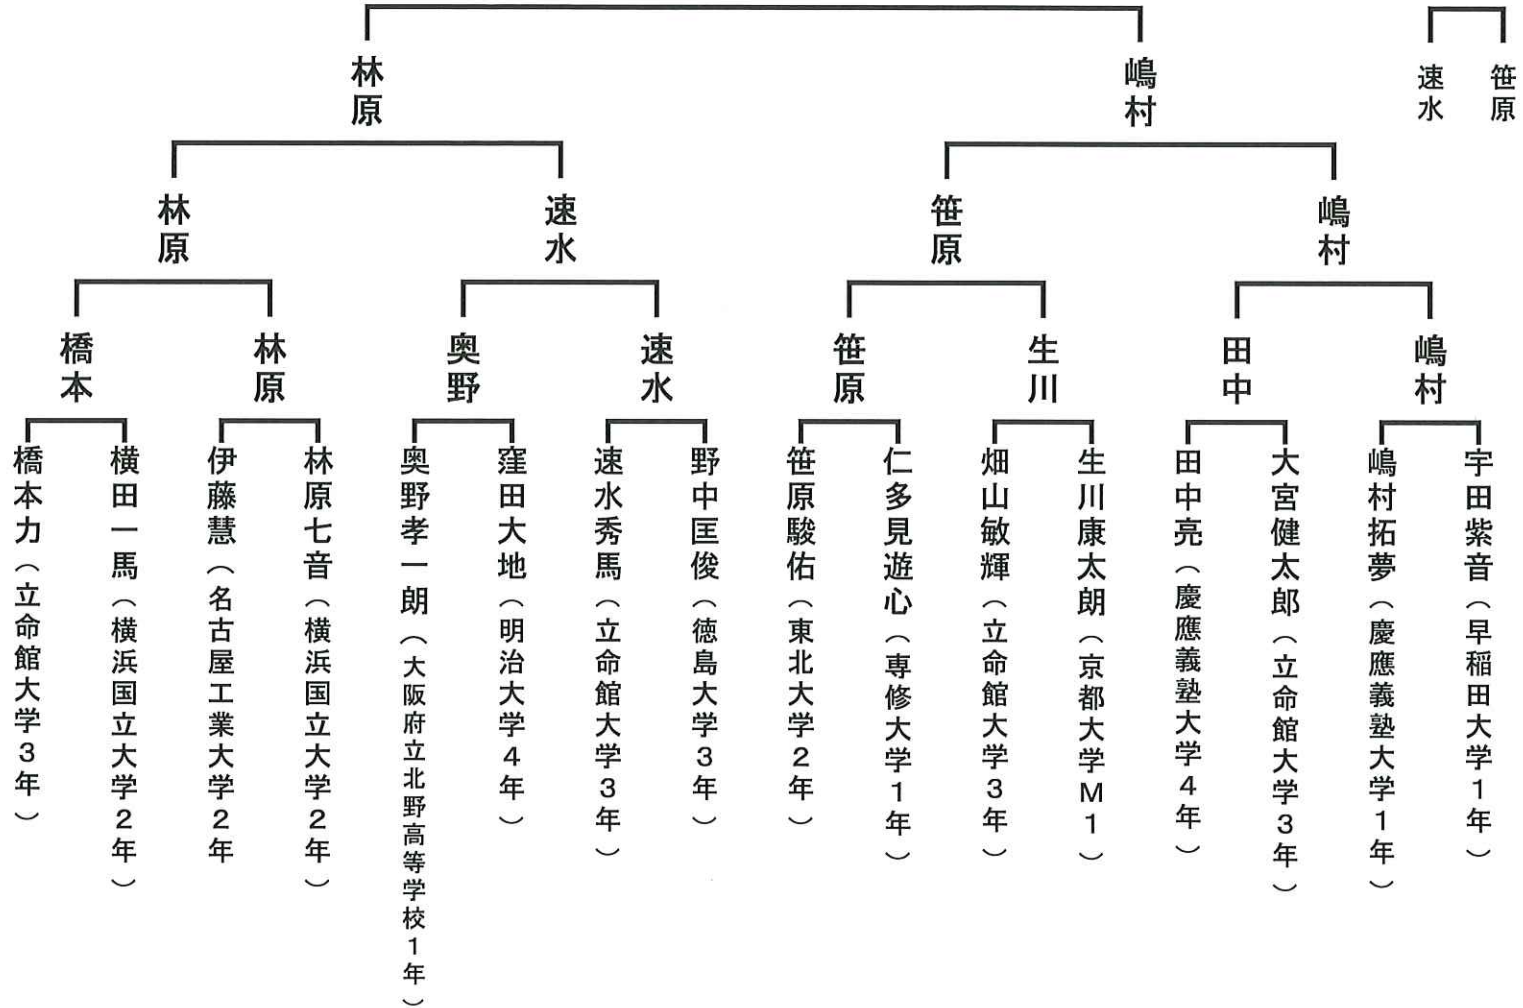 林原
嶋村
速水
笹原
林原
速水
笹原
嶋村
橋本
林原
奥野
速水
笹原
生川
田中
嶋村
橋本力（立命館大学3年）
横田一馬（横浜国立大学2年）
伊藤慧（名古屋工業大学2年
林原七音（横浜国立大学2年）
奥野孝一朗（大阪府立北野高等学校1年）
窪田大地（明治大学4年）
速水秀馬（立命館大学3年）
野中匡俊（徳島大学3年）
笹原駿佑（東北大学2年）
仁多見遊心（専修大学1年）
畑山敏輝（立命館大学3年）
生川康太朗（京都大学M1）
田中亮（慶應義塾大学4年）
大宮健太郎（立命館大学3年）
嶋村拓夢（慶應義塾大学1年）
宇田紫音（早稲田大学1年）